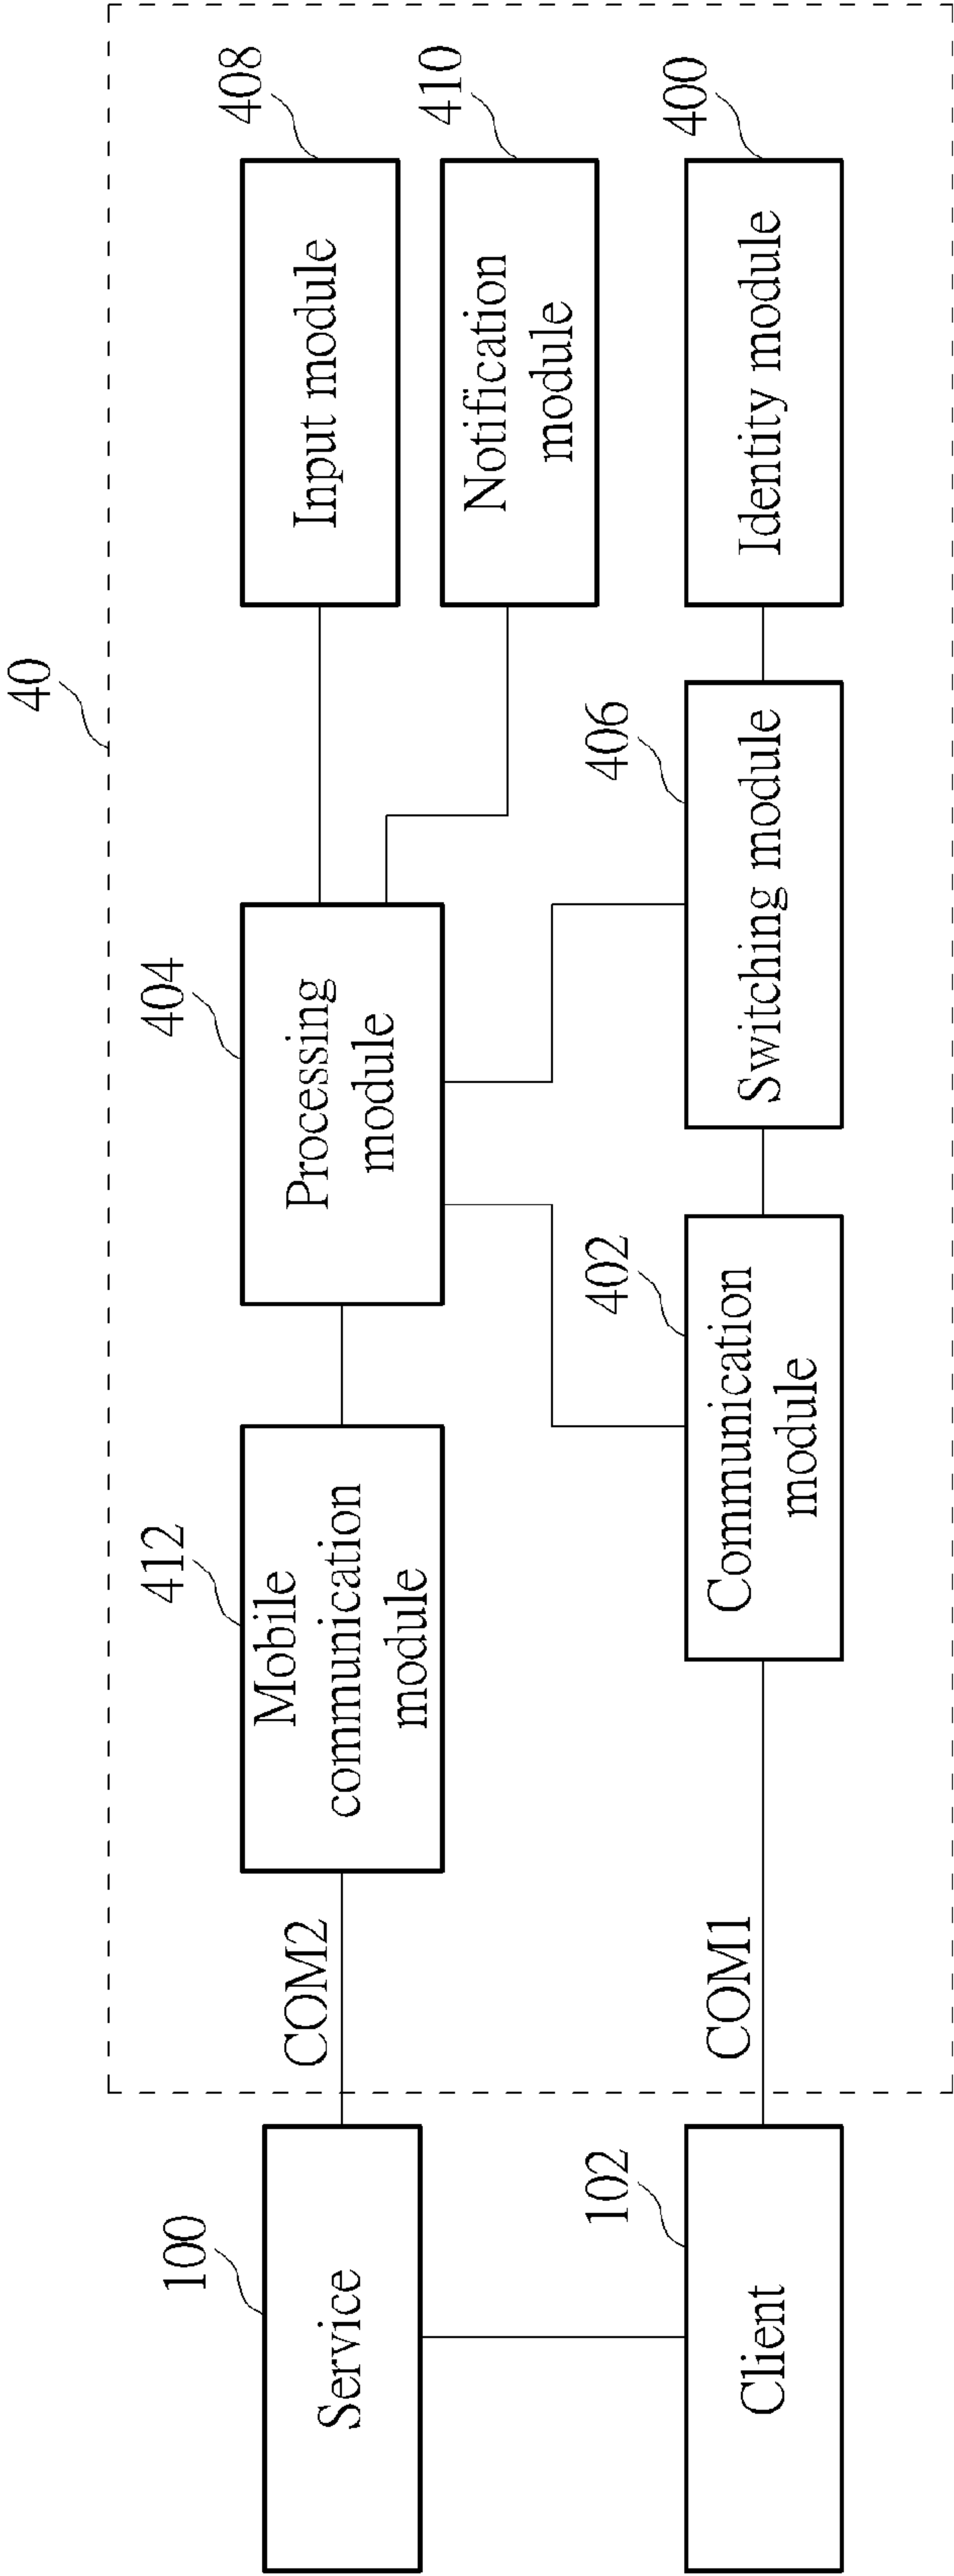 40
100
Service
COM2
412
Mobile
communication
module
404
Processing
module
408
Input module
410
Notification
module
102
Client
COM1
402
Communication
module
406
Switching module
400
Identity module